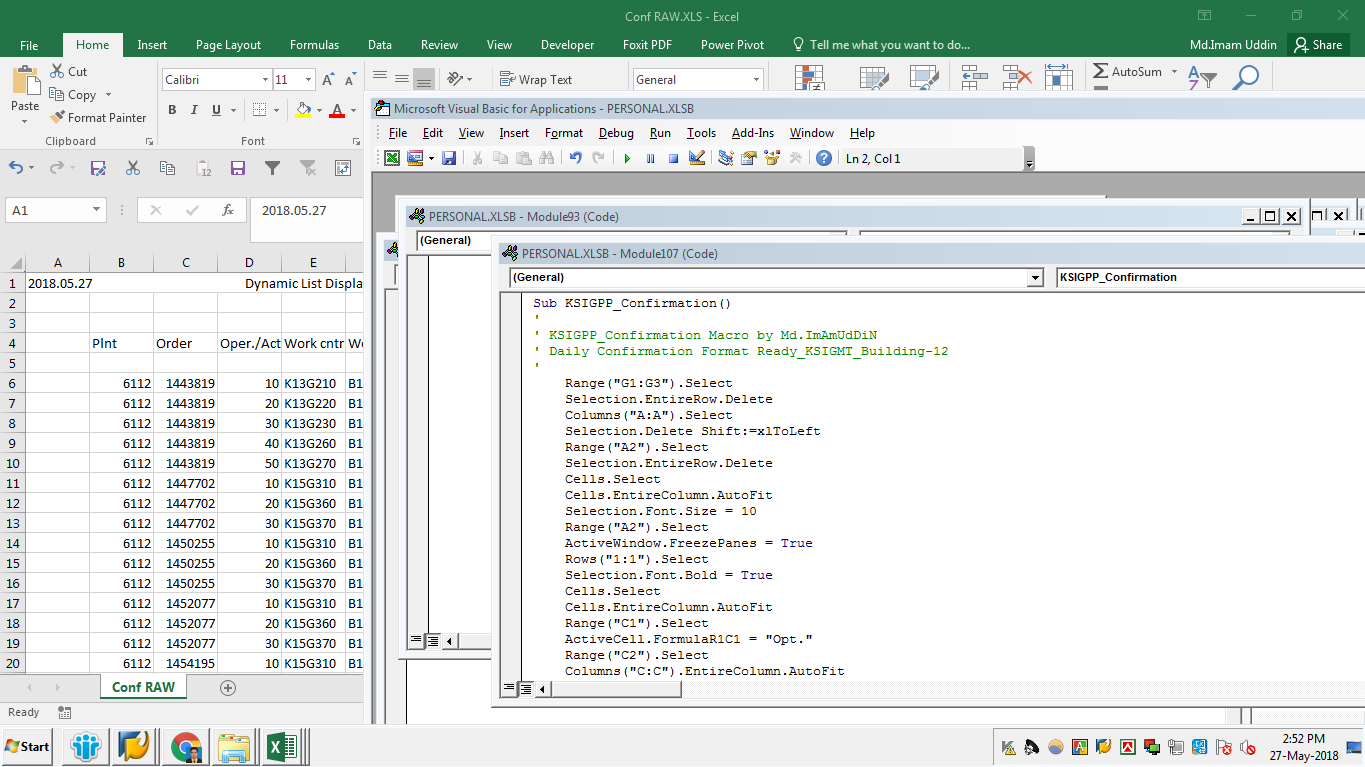 Conf RAW.XLS - Excel
File Home Insert Page Layout Formulas Data Review View Developer Foxit PDF Power Pivot Tell me what you want to do... Md.Imam Uddin Share
Paste
Cut
Copy
Format Painter
Clipboard
Calibri 11
B I U
Font
Wrap Text
General
AutoSum
A1 fx 2018.05.27
A B C D E
1 2018.05.27 Dynamic List Displa
2
3
4 Plnt Order Oper./Act Work cntr Wo
5
6 6112 1443819 10 K13G210 B1
7 6112 1443819 20 K13G220 B1
8 6112 1443819 30 K13G230 B1
9 6112 1443819 40 K13G260 B1
10 6112 1443819 50 K13G270 B1
11 6112 1447702 10 K15G310 B1
12 6112 1447702 20 K15G360 B1
13 6112 1447702 30 K15G370 B1
14 6112 1450255 10 K15G310 B1
15 6112 1450255 20 K15G360 B1
16 6112 1450255 30 K15G370 B1
17 6112 1452077 10 K15G310 B1
18 6112 1452077 20 K15G360 B1
19 6112 1452077 30 K15G370 B1
20 6112 1454195 10 K15G310 B1
Conf RAW
Ready
Microsoft Visual Basic for Applications - PERSONAL.XLSB
File Edit View Insert Format Debug Run Tools Add-Ins Window Help
Ln 2, Col 1
PERSONAL.XLSB - Module93 (Code)
(General)
PERSONAL.XLSB - Module107 (Code)
(General) KSIGPP_Confirmation
Sub KSIGPP_Confirmation()
'
' KSIGPP_Confirmation Macro by Md.ImAmUdDiN
' Daily Confirmation Format Ready_KSIGMT_Building-12
'
Range("G1:G3").Select
Selection.EntireRow.Delete
Columns("A:A").Select
Selection.Delete Shift:=xlToLeft
Range("A2").Select
Selection.EntireRow.Delete
Cells.Select
Cells.EntireColumn.AutoFit
Selection.Font.Size = 10
Range("A2").Select
ActiveWindow.FreezePanes = True
Rows("1:1").Select
Selection.Font.Bold = True
Cells.Select
Cells.EntireColumn.AutoFit
Range("C1").Select
ActiveCell.FormulaR1C1 = "Opt."
Range("C2").Select
Columns("C:C").EntireColumn.AutoFit
Start
2:52 PM
27-May-2018